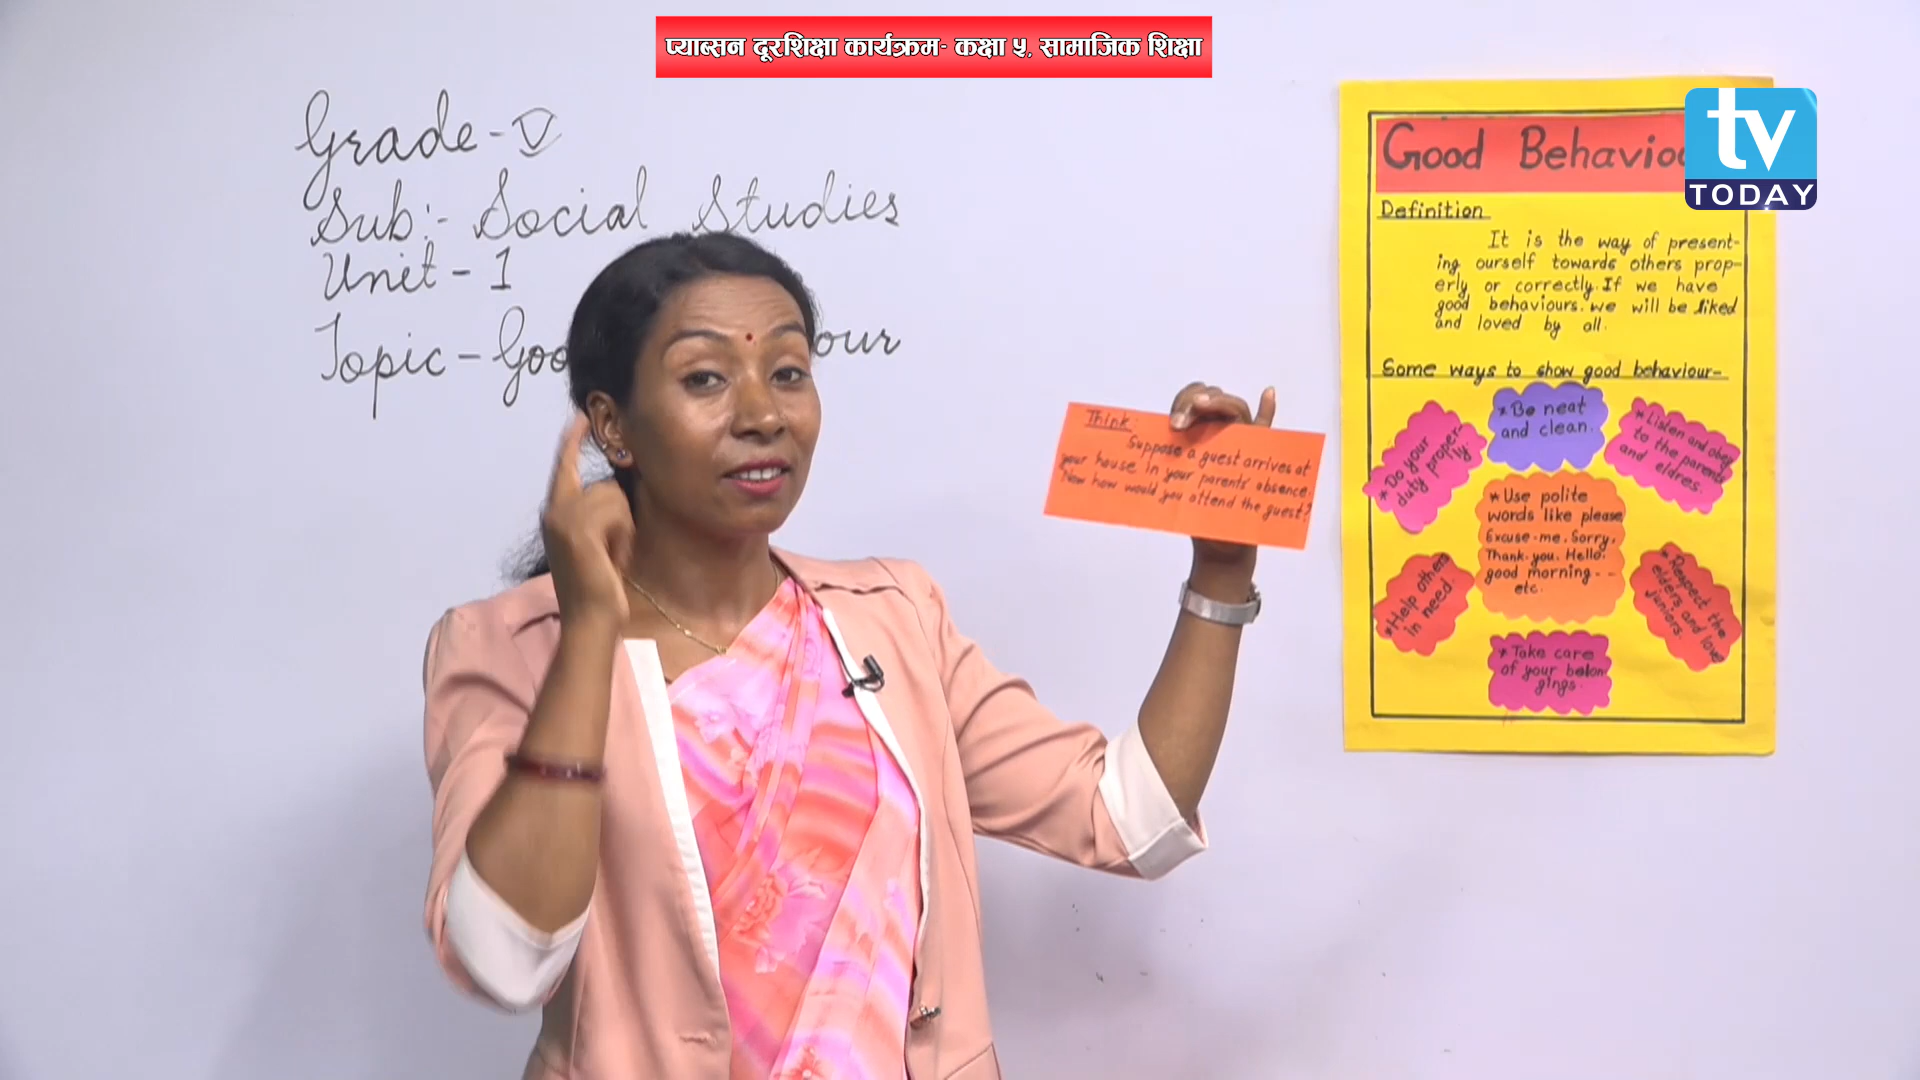 प्याब्सन दूरशिक्षा कार्यक्रम- कक्षा ५, सामाजिक शिक्षा
Grade - V
Sub:- Social Studies
Unit - 1
Topic - Goo our
Think:
Suppose a guest arrives at
your house in your parents' absence.
Now how would you attend the guest?
tv
TODAY
Good Behavio
Definition
It is the way of present-
ing ourself towards others prop-
erly or correctly. If we have
good behaviours. we will be liked
and loved by all.
Some ways to show good behaviour-
* Do your
duty proper-
ly
* Be neat
and clean.
* Listen and obey
to the parents
and eldres.
* Use polite
words like please
Excuse-me. Sorry,
Thank-you. Hello.
good morning - -
etc.
* Help others
in need.
* Respect the
elders and love
juniors.
* Take care
of your belon
gings.